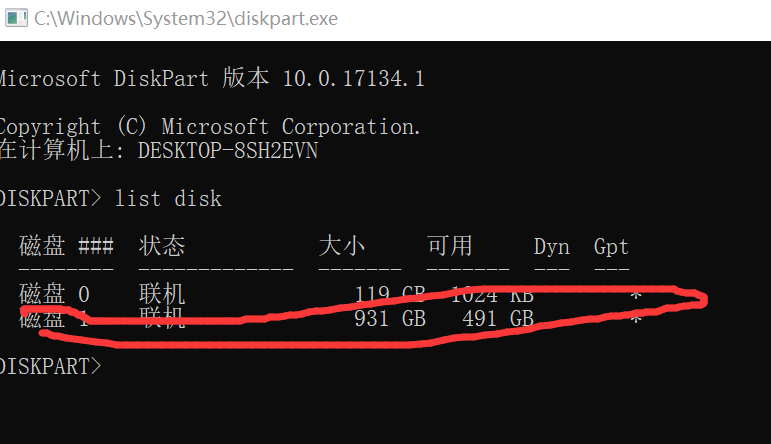 C:\Windows\System32\diskpart.exe
Microsoft DiskPart 版本 10.0.17134.1
Copyright (C) Microsoft Corporation.
在计算机上: DESKTOP-8SH2EVN
DISKPART> list disk
磁盘 ### 状态 大小 可用 Dyn Gpt
-------- ------------- ------- ------- --- ---
磁盘 0 联机 119 GB 1024 KB *
磁盘 1 联机 931 GB 491 GB *
DISKPART>